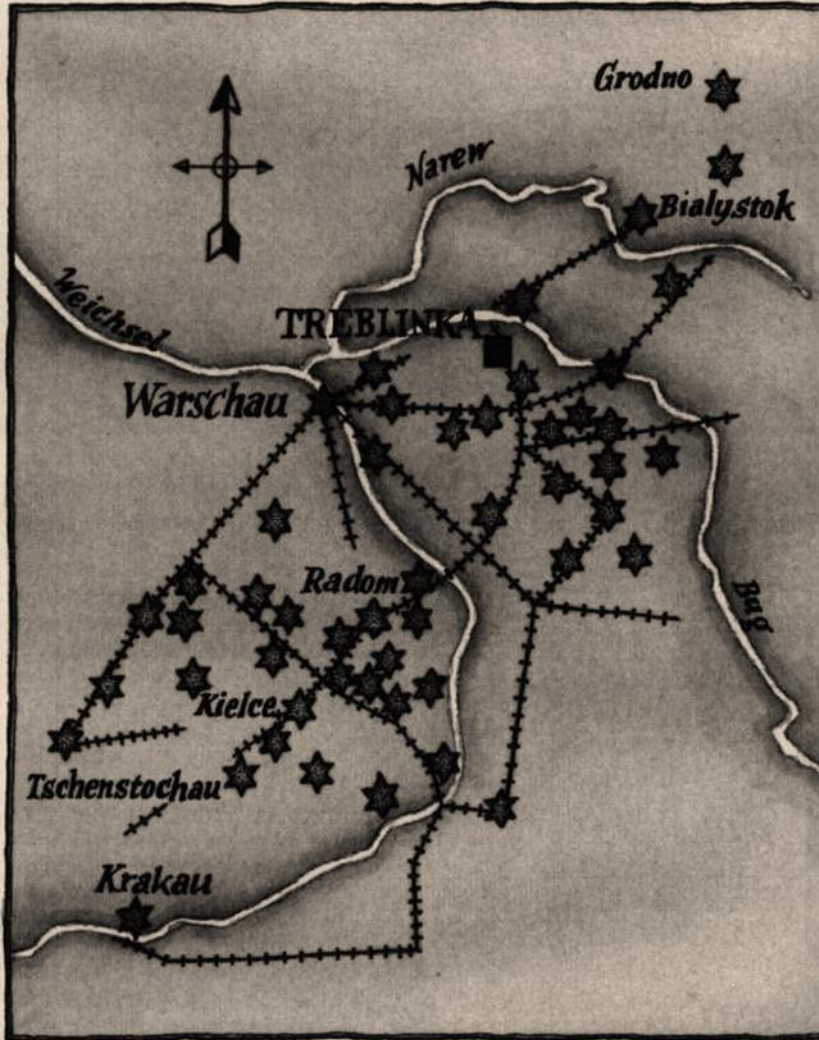 Grodno
Narew
Bialystok
Weichsel
TREBLINKA
Warschau
Radom
Bug
Kielce
Tschenstochau
Krakau